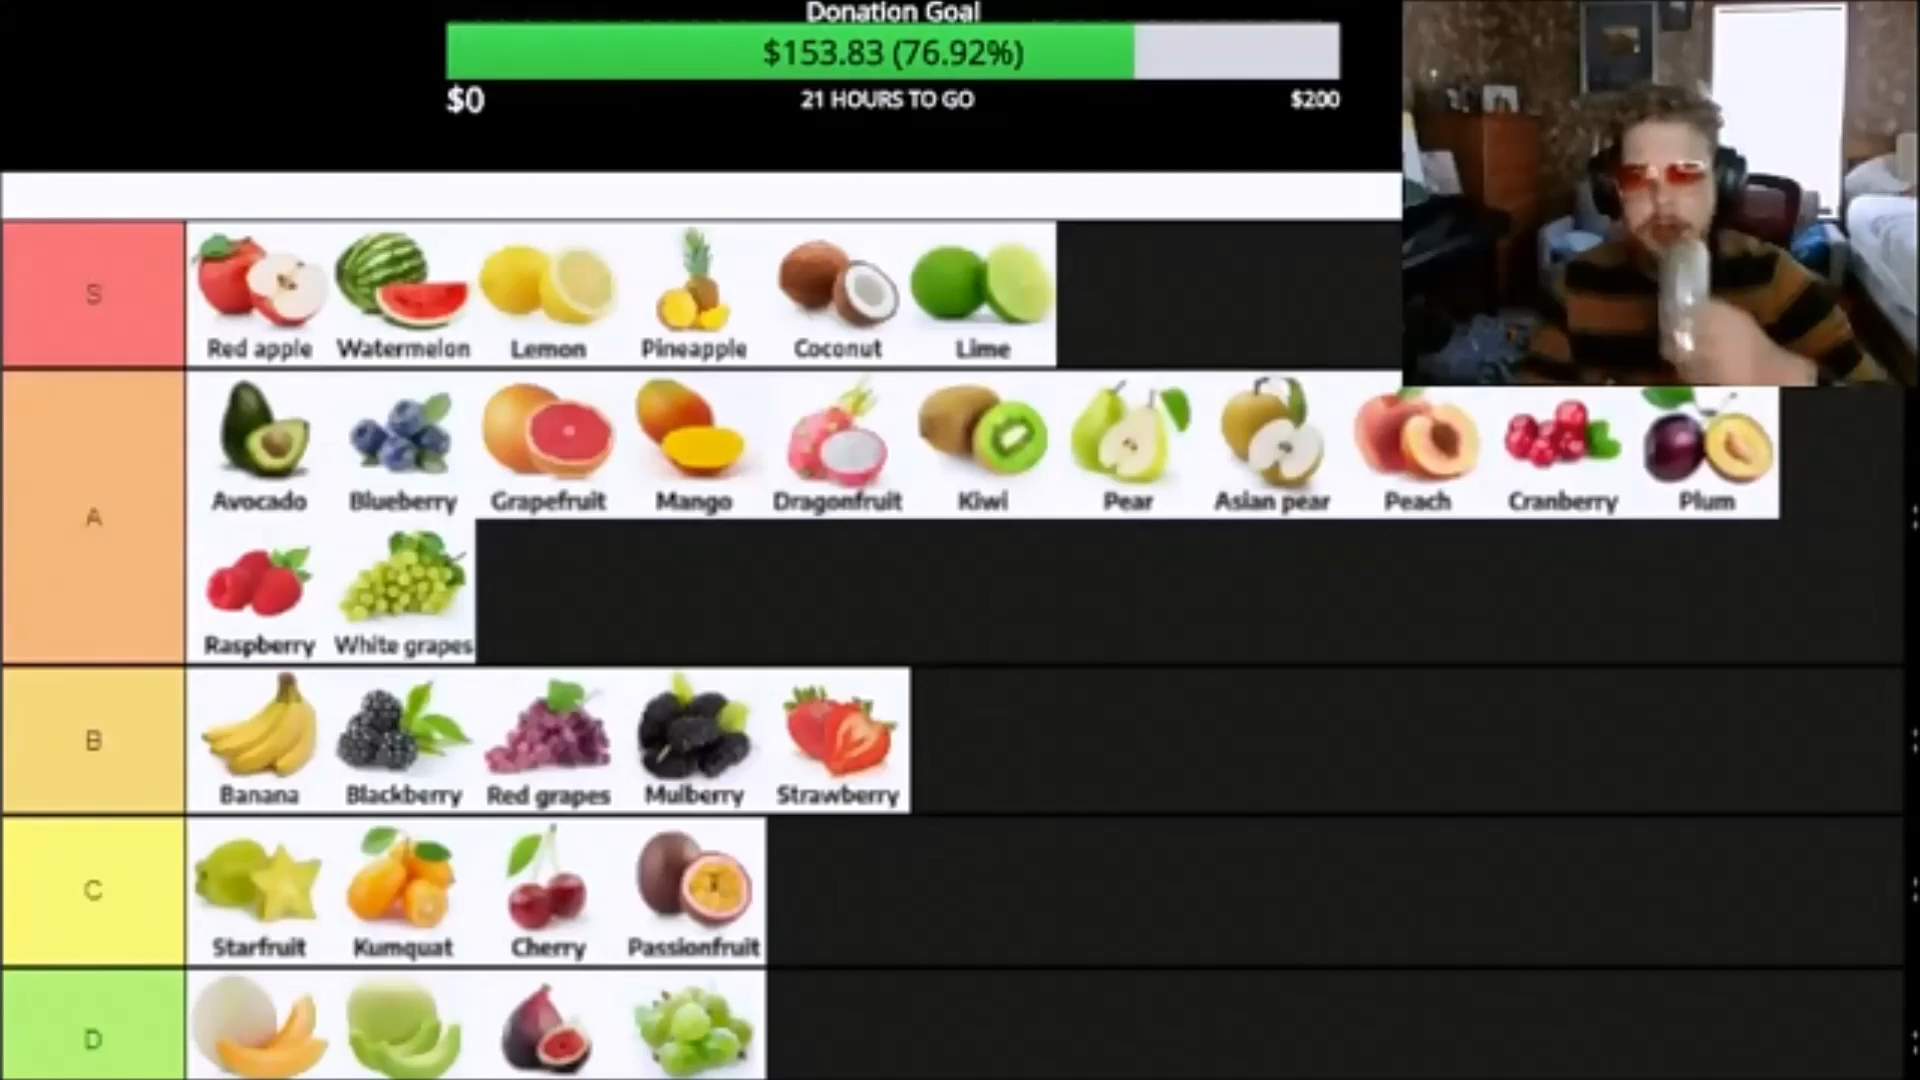 Donation Goal
$153.83 (76.92%)
$0 21 HOURS TO GO $200
S
Red apple Watermelon Lemon Pineapple Coconut Lime
A
Avocado Blueberry Grapefruit Mango Dragonfruit Kiwi Pear Asian pear Peach Cranberry Plum
Raspberry White grapes
B
Banana Blackberry Red grapes Mulberry Strawberry
C
Starfruit Kumquat Cherry Passionfruit
D